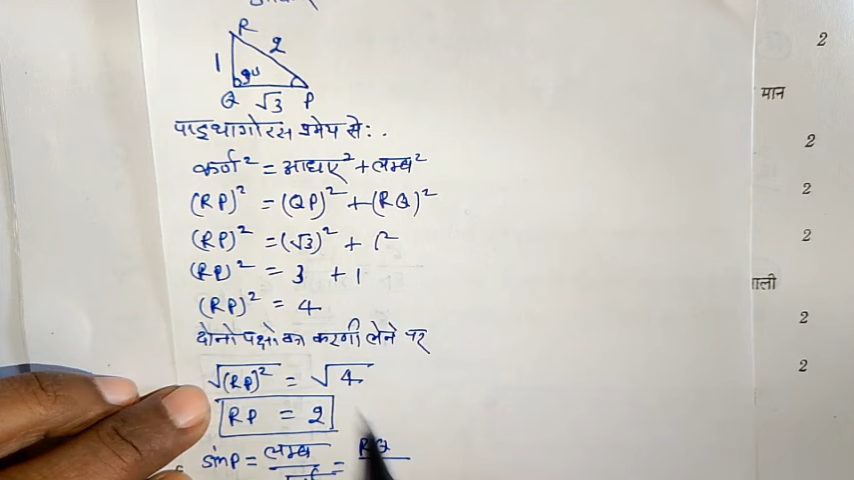 R
1
2
90
Q √3 P
पाइथागोरस प्रमेय से:.
कर्ण² = आधार² + लम्ब²
(RP)² = (QP)² + (RQ)²
(RP)² = (√3)² + 1²
(RP)² = 3 + 1
(RP)² = 4
दोनों पक्षों का करणी लेने पर
√(RP)² = √4
RP = 2
sinP = लम्ब = RQ
2
मान
2
2
2
ाली
2
2